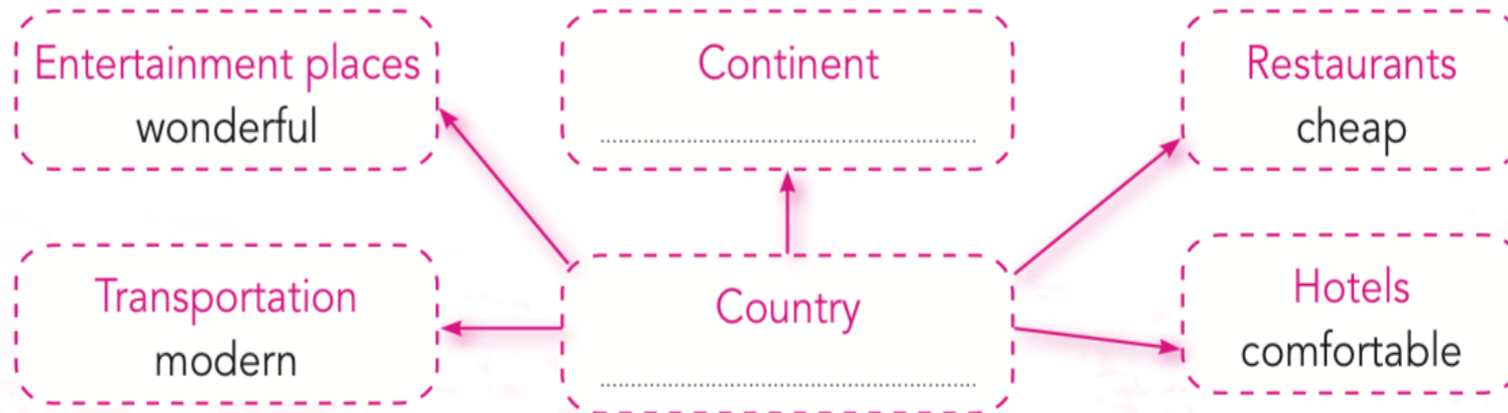 Entertainment places
wonderful
Continent
Restaurants
cheap
Transportation
modern
Country
Hotels
comfortable